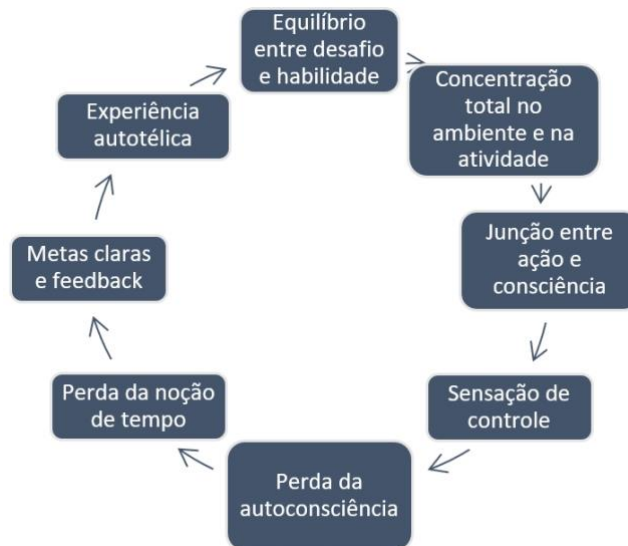 Equilíbrio
entre desafio
e habilidade
Concentração
total no
ambiente e na
atividade
Junção entre
ação e
consciência
Sensação de
controle
Perda da
autoconsciência
Perda da noção
de tempo
Metas claras
e feedback
Experiência
autotélica